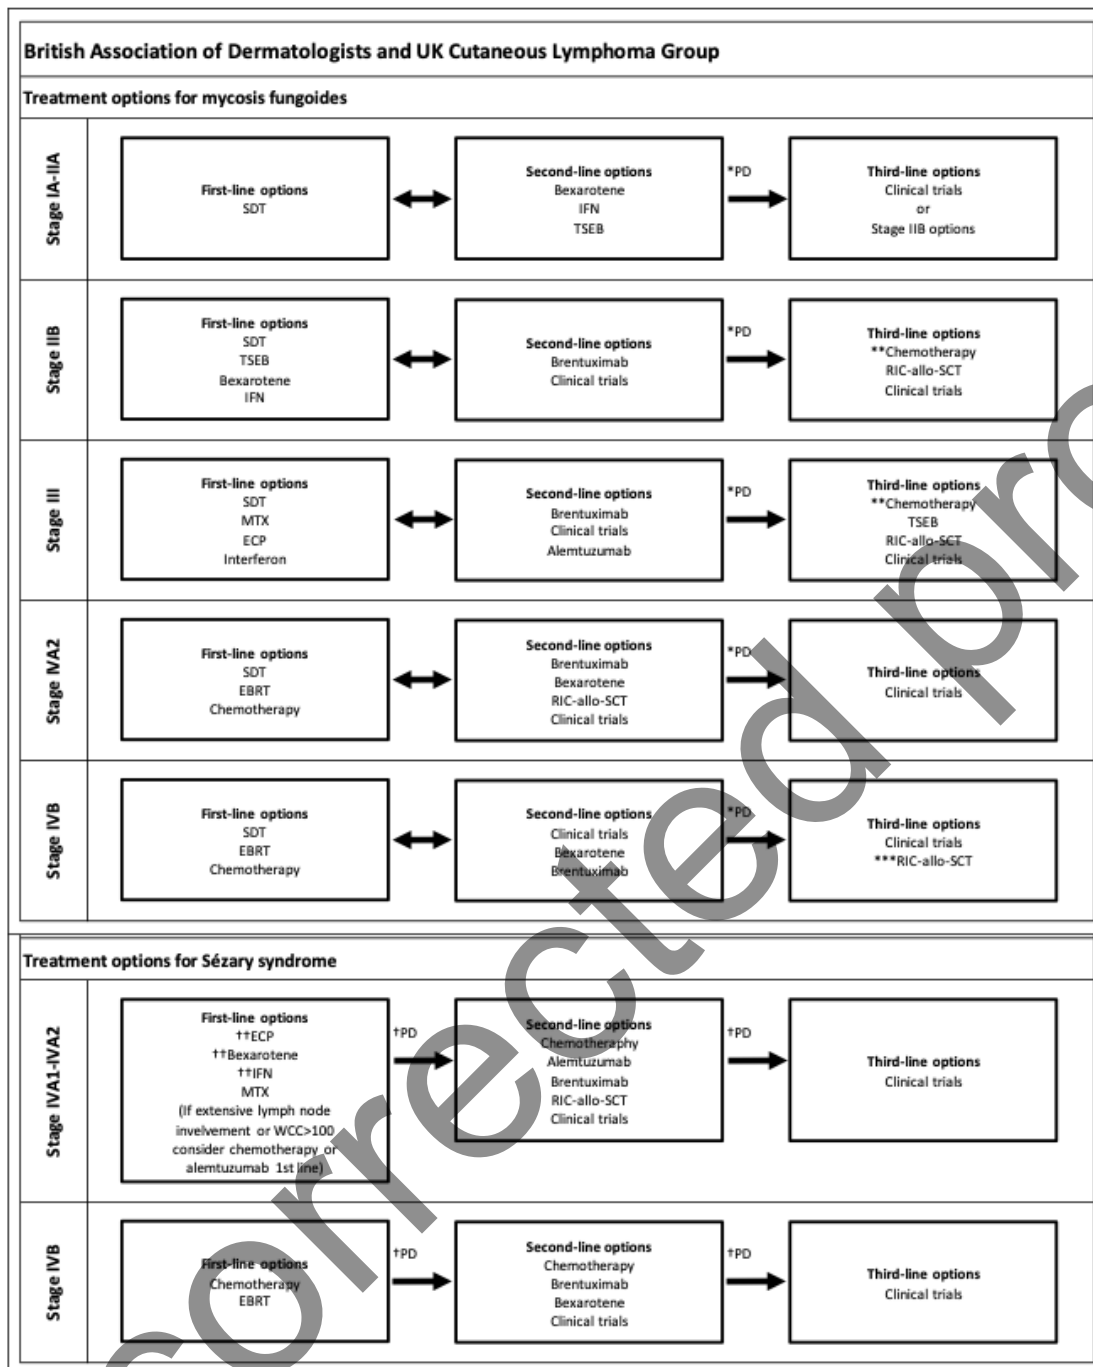 British Association of Dermatologists and UK Cutaneous Lymphoma Group
Treatment options for mycosis fungoides
Stage IA-IIA
First-line options
SDT
Second-line options
Bexarotene
IFN
TSEB
*PD
Third-line options
Clinical trials
or
Stage IIB options
Stage IIB
First-line options
SDT
TSEB
Bexarotene
IFN
Second-line options
Brentuximab
Clinical trials
*PD
Third-line options
**Chemotherapy
RIC-allo-SCT
Clinical trials
Stage III
First-line options
SDT
MTX
ECP
Interferon
Second-line options
Brentuximab
Clinical trials
Alemtuzumab
*PD
Third-line options
**Chemotherapy
TSEB
RIC-allo-SCT
Clinical trials
Stage IVA2
First-line options
SDT
EBRT
Chemotherapy
Second-line options
Brentuximab
Bexarotene
RIC-allo-SCT
Clinical trials
*PD
Third-line options
Clinical trials
Stage IVB
First-line options
SDT
EBRT
Chemotherapy
Second-line options
Clinical trials
Bexarotene
Brentuximab
*PD
Third-line options
Clinical trials
***RIC-allo-SCT
Treatment options for Sézary syndrome
Stage IVA1-IVA2
First-line options
††ECP
††Bexarotene
††IFN
MTX
(If extensive lymph node
invelvement or WCC>100
consider chemotherapy or
alemtuzumab 1st line)
†PD
Second-line options
Chemotheraphy
Alemtuzumab
Brentuximab
RIC-allo-SCT
Clinical trials
†PD
Third-line options
Clinical trials
Stage IVB
First-line options
Chemotherapy
EBRT
†PD
Second-line options
Chemotherapy
Brentuximab
Bexarotene
Clinical trials
†PD
Third-line options
Clinical trials
corrected pro